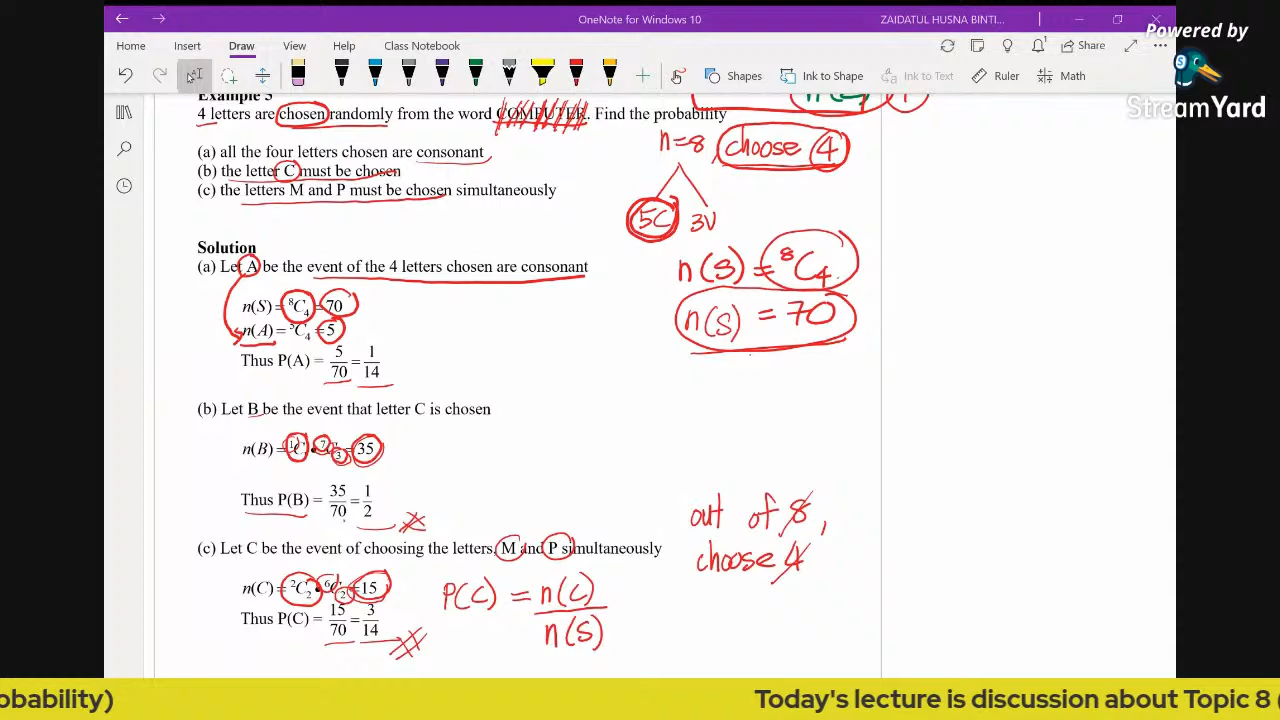 OneNote for Windows 10
ZAIDATUL HUSNA BINTI...
Powered by
StreamYard
Home Insert Draw View Help Class Notebook
Share
Shapes Ink to Shape Ink to Text Ruler Math
Example 5
4 letters are chosen randomly from the word COMPUTER. Find the probability
(a) all the four letters chosen are consonant
(b) the letter C must be chosen
(c) the letters M and P must be chosen simultaneously
n=8, choose 4
5C 3V
n(S) = ⁸C₄
n(S) = 70
Solution
(a) Let A be the event of the 4 letters chosen are consonant
n(S) = ⁸C₄ = 70
n(A) = ⁵C₄ = 5
Thus P(A) = 5/70 = 1/14
(b) Let B be the event that letter C is chosen
n(B) = ¹C • ⁷C₃ = 35
Thus P(B) = 35/70 = 1/2
out of 8,
choose 4
(c) Let C be the event of choosing the letters M and P simultaneously
n(C) = ²C₂ • ⁶C₂ = 15
Thus P(C) = 15/70 = 3/14
P(C) = n(C)/n(S)
obability)
Today's lecture is discussion about Topic 8